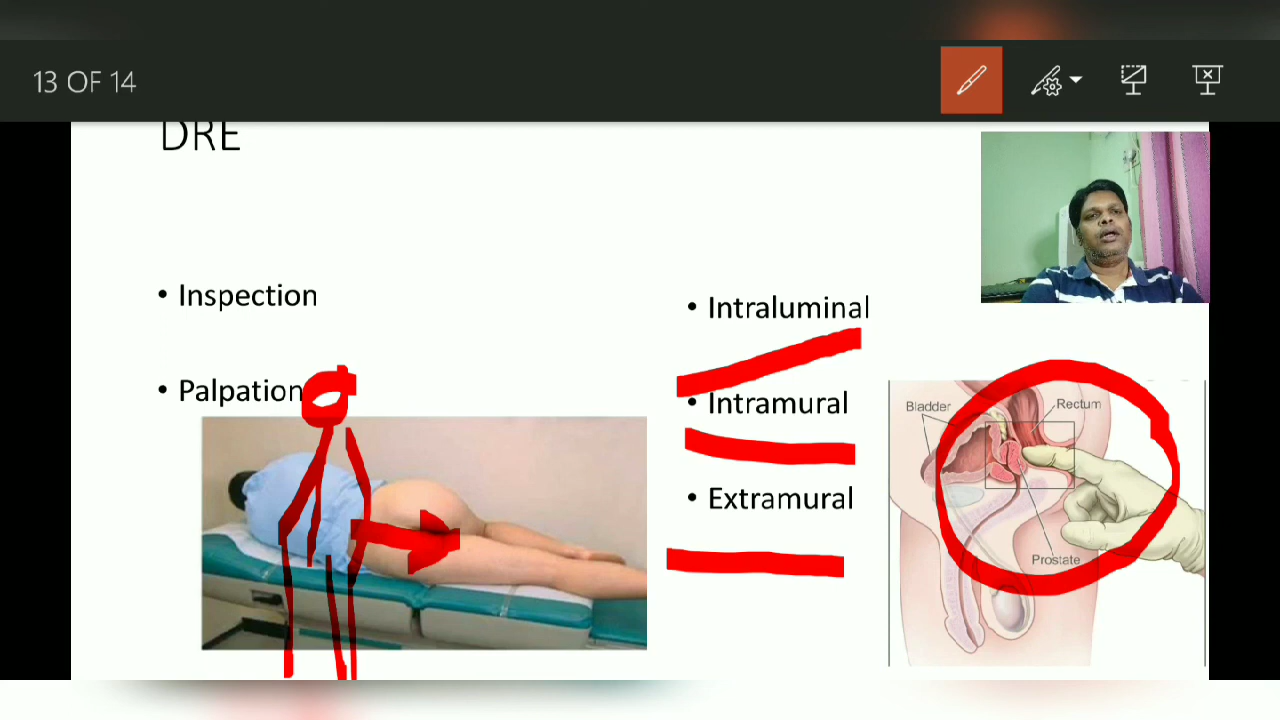 13 OF 14
DRE
• Inspection
• Palpation
• Intraluminal
• Intramural
• Extramural
Bladder
Rectum
Prostate